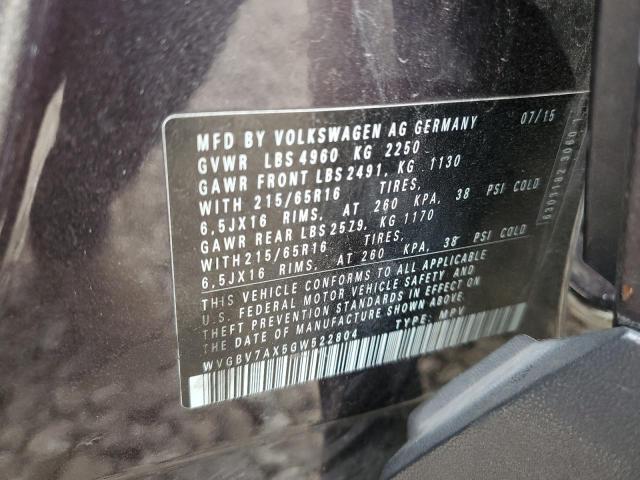 MFD BY VOLKSWAGEN AG GERMANY 07/15
GVWR LBS 4960 KG 2250
GAWR FRONT LBS 2491, KG 1130
WITH 215/65R16 TIRES,
6.5JX16 RIMS, AT 260 KPA, 38 PSI COLD
GAWR REAR LBS 2579, KG 1170
WITH 215/65R16 TIRES,
6.5JX16 RIMS, AT 260 KPA, 38 PSI COLD
THIS VEHICLE CONFORMS TO ALL APPLICABLE
U.S. FEDERAL MOTOR VEHICLE SAFETY AND
THEFT PREVENTION STANDARDS IN EFFECT ON
THE DATE OF MANUFACTURE SHOWN ABOVE.
WVGBV7AX5GW522804 TYPE: MPV